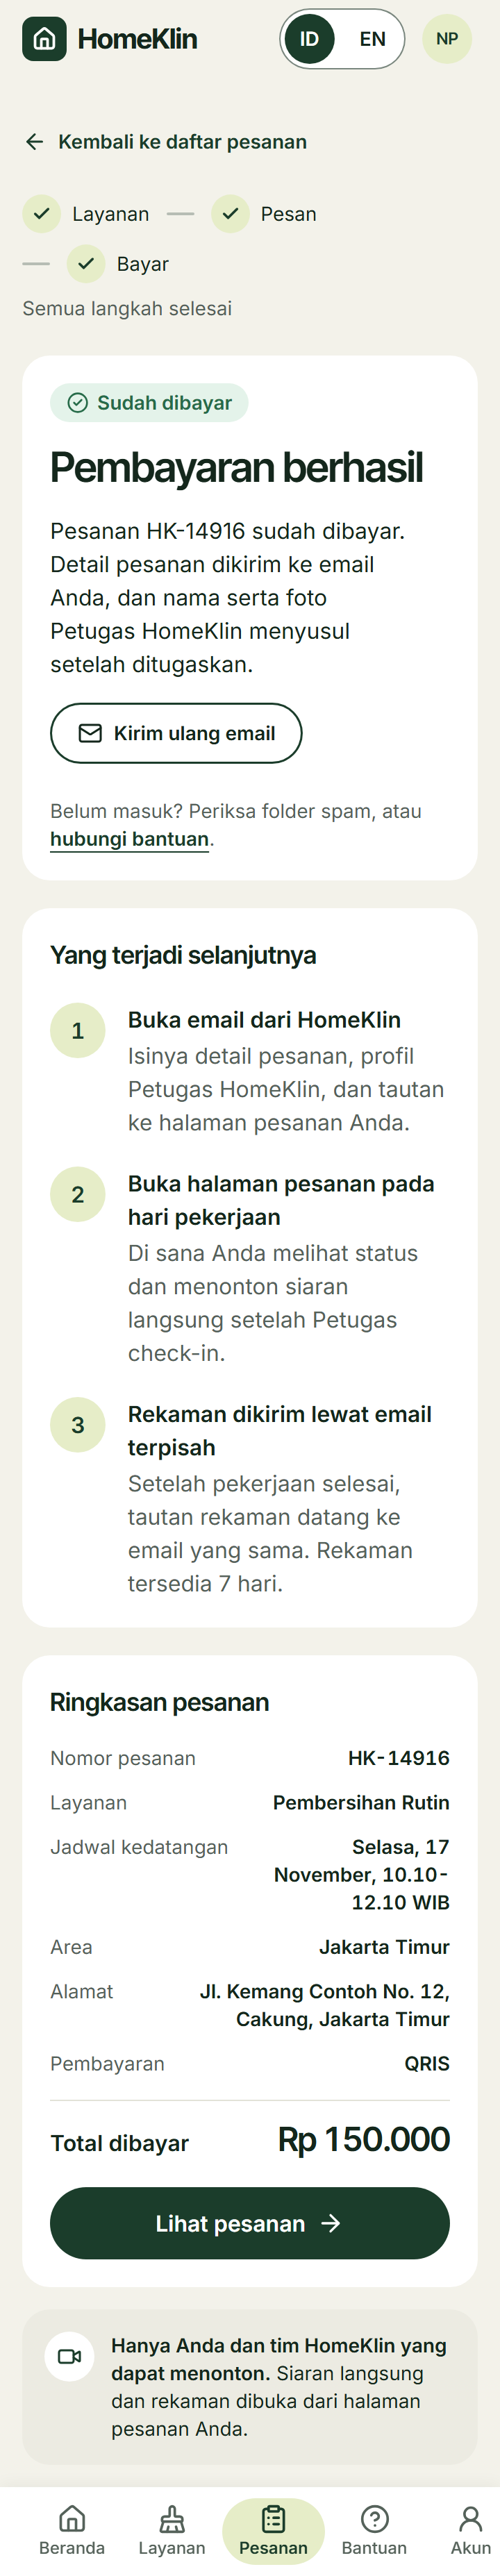 HomeKlin
ID
EN
NP
Kembali ke daftar pesanan
Layanan
Pesan
Bayar
Semua langkah selesai
Sudah dibayar
Pembayaran berhasil
Pesanan HK-14916 sudah dibayar.
Detail pesanan dikirim ke email
Anda, dan nama serta foto
Petugas HomeKlin menyusul
setelah ditugaskan.
Kirim ulang email
Belum masuk? Periksa folder spam, atau
hubungi bantuan.
Yang terjadi selanjutnya
1
Buka email dari HomeKlin
Isinya detail pesanan, profil
Petugas HomeKlin, dan tautan
ke halaman pesanan Anda.
2
Buka halaman pesanan pada
hari pekerjaan
Di sana Anda melihat status
dan menonton siaran
langsung setelah Petugas
check-in.
3
Rekaman dikirim lewat email
terpisah
Setelah pekerjaan selesai,
tautan rekaman datang ke
email yang sama. Rekaman
tersedia 7 hari.
Ringkasan pesanan
Nomor pesanan HK-14916
Layanan Pembersihan Rutin
Jadwal kedatangan Selasa, 17
November, 10.10-
12.10 WIB
Area Jakarta Timur
Alamat Jl. Kemang Contoh No. 12,
Cakung, Jakarta Timur
Pembayaran QRIS
Total dibayar Rp 150.000
Lihat pesanan
Hanya Anda dan tim HomeKlin yang
dapat menonton. Siaran langsung
dan rekaman dibuka dari halaman
pesanan Anda.
Beranda
Layanan
Pesanan
Bantuan
Akun